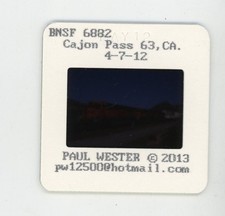 BNSF 6882
Cajon Pass 63,CA.
4-7-12
PAUL WESTER © 2013
pw12500@hotmail.com